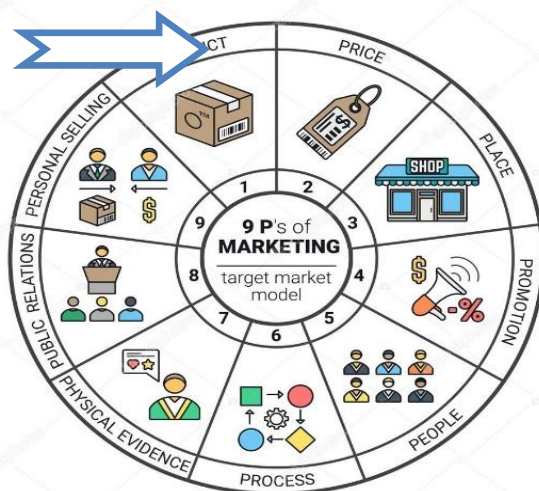 CT
PRICE
PLACE
PROMOTION
PEOPLE
PROCESS
PHYSICAL EVIDENCE
PUBLIC RELATIONS
PERSONAL SELLING
1
2
3
4
5
6
7
8
9
9 P's of
MARKETING
target market
model
$
SHOP
$
-%
$